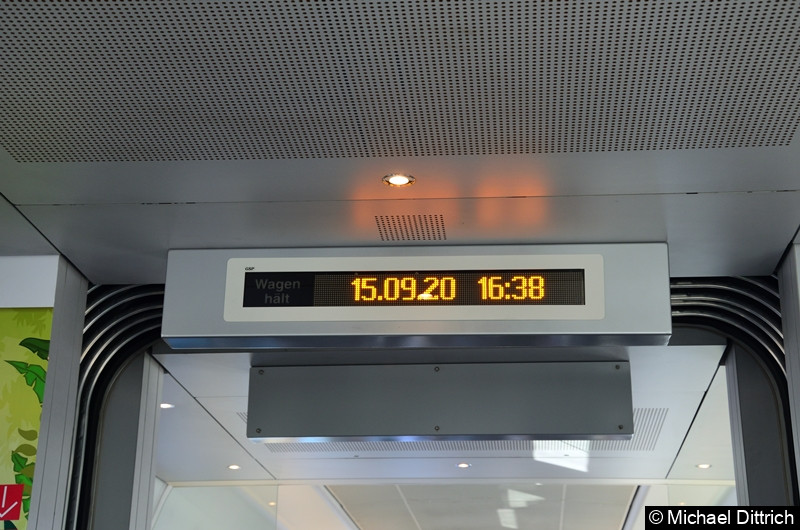 Wagen
hält
15.09.20 16:38
© Michael Dittrich